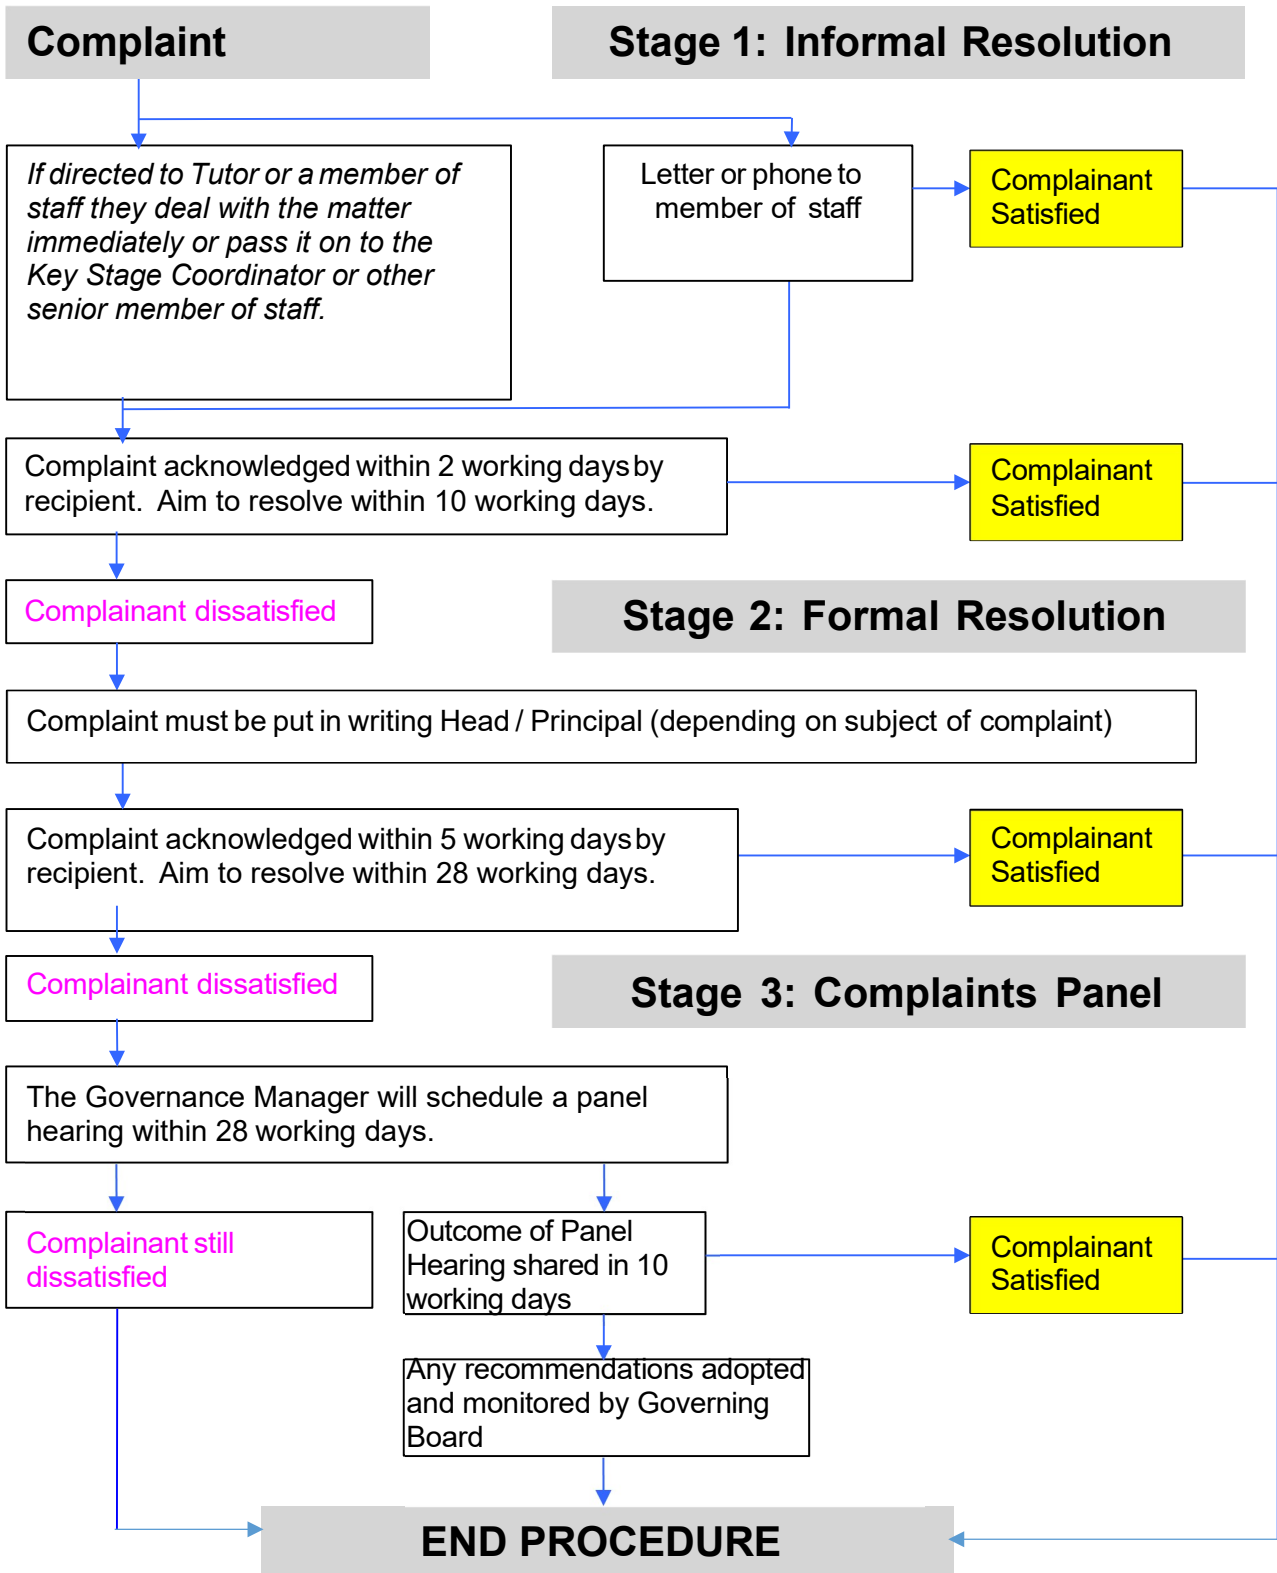 Complaint
Stage 1: Informal Resolution
If directed to Tutor or a member of
staff they deal with the matter
immediately or pass it on to the
Key Stage Coordinator or other
senior member of staff.
Letter or phone to
member of staff
Complainant
Satisfied
Complaint acknowledged within 2 working days by
recipient. Aim to resolve within 10 working days.
Complainant
Satisfied
Complainant dissatisfied
Stage 2: Formal Resolution
Complaint must be put in writing Head / Principal (depending on subject of complaint)
Complaint acknowledged within 5 working days by
recipient. Aim to resolve within 28 working days.
Complainant
Satisfied
Complainant dissatisfied
Stage 3: Complaints Panel
The Governance Manager will schedule a panel
hearing within 28 working days.
Complainant still
dissatisfied
Outcome of Panel
Hearing shared in 10
working days
Complainant
Satisfied
Any recommendations adopted
and monitored by Governing
Board
END PROCEDURE